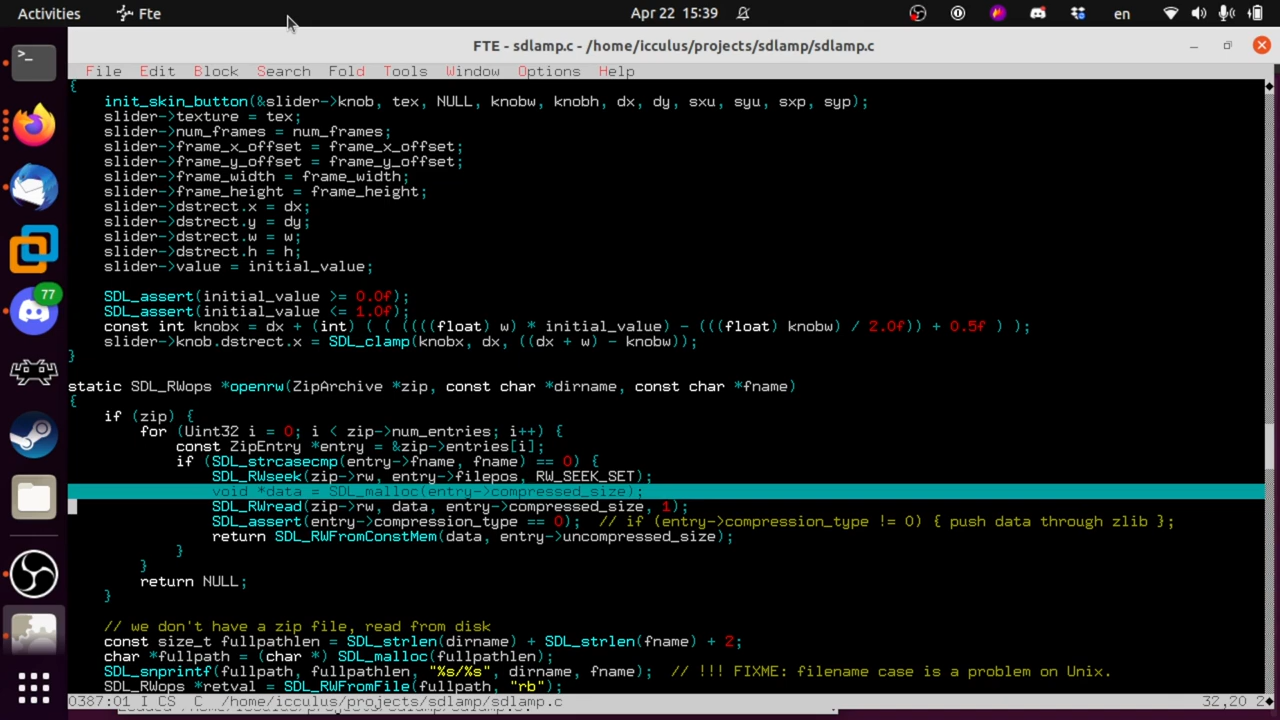 Activities Fte Apr 22 15:39 en
FTE - sdlamp.c - /home/icculus/projects/sdlamp/sdlamp.c
File Edit Block Search Fold Tools Window Options Help
{
init_skin_button(&slider->knob, tex, NULL, knobw, knobh, dx, dy, sxu, syu, sxp, syp);
slider->texture = tex;
slider->num_frames = num_frames;
slider->frame_x_offset = frame_x_offset;
slider->frame_y_offset = frame_y_offset;
slider->frame_width = frame_width;
slider->frame_height = frame_height;
slider->dstrect.x = dx;
slider->dstrect.y = dy;
slider->dstrect.w = w;
slider->dstrect.h = h;
slider->value = initial_value;
SDL_assert(initial_value >= 0.0f);
SDL_assert(initial_value <= 1.0f);
const int knobx = dx + (int) ( ( ((((float) w) * initial_value) - (((float) knobw) / 2.0f)) + 0.5f ) );
slider->knob.dstrect.x = SDL_clamp(knobx, dx, ((dx + w) - knobw));
}
static SDL_RWops *openrw(ZipArchive *zip, const char *dirname, const char *fname)
{
if (zip) {
for (Uint32 i = 0; i < zip->num_entries; i++) {
const ZipEntry *entry = &zip->entries[i];
if (SDL_strcasecmp(entry->fname, fname) == 0) {
SDL_RWseek(zip->rw, entry->filepos, RW_SEEK_SET);
void *data = SDL_malloc(entry->compressed_size);
SDL_RWread(zip->rw, data, entry->compressed_size, 1);
SDL_assert(entry->compression_type == 0); // if (entry->compression_type != 0) { push data through zlib };
return SDL_RWFromConstMem(data, entry->uncompressed_size);
}
}
return NULL;
}
// we don't have a zip file, read from disk
const size_t fullpathlen = SDL_strlen(dirname) + SDL_strlen(fname) + 2;
char *fullpath = (char *) SDL_malloc(fullpathlen);
SDL_snprintf(fullpath, fullpathlen, "%s/%s", dirname, fname); // !!! FIXME: filename case is a problem on Unix.
SDL_RWops *retval = SDL_RWFromFile(fullpath, "rb");
0387:01 I CS C /home/icculus/projects/sdlamp/sdlamp.c 32,20 2
77